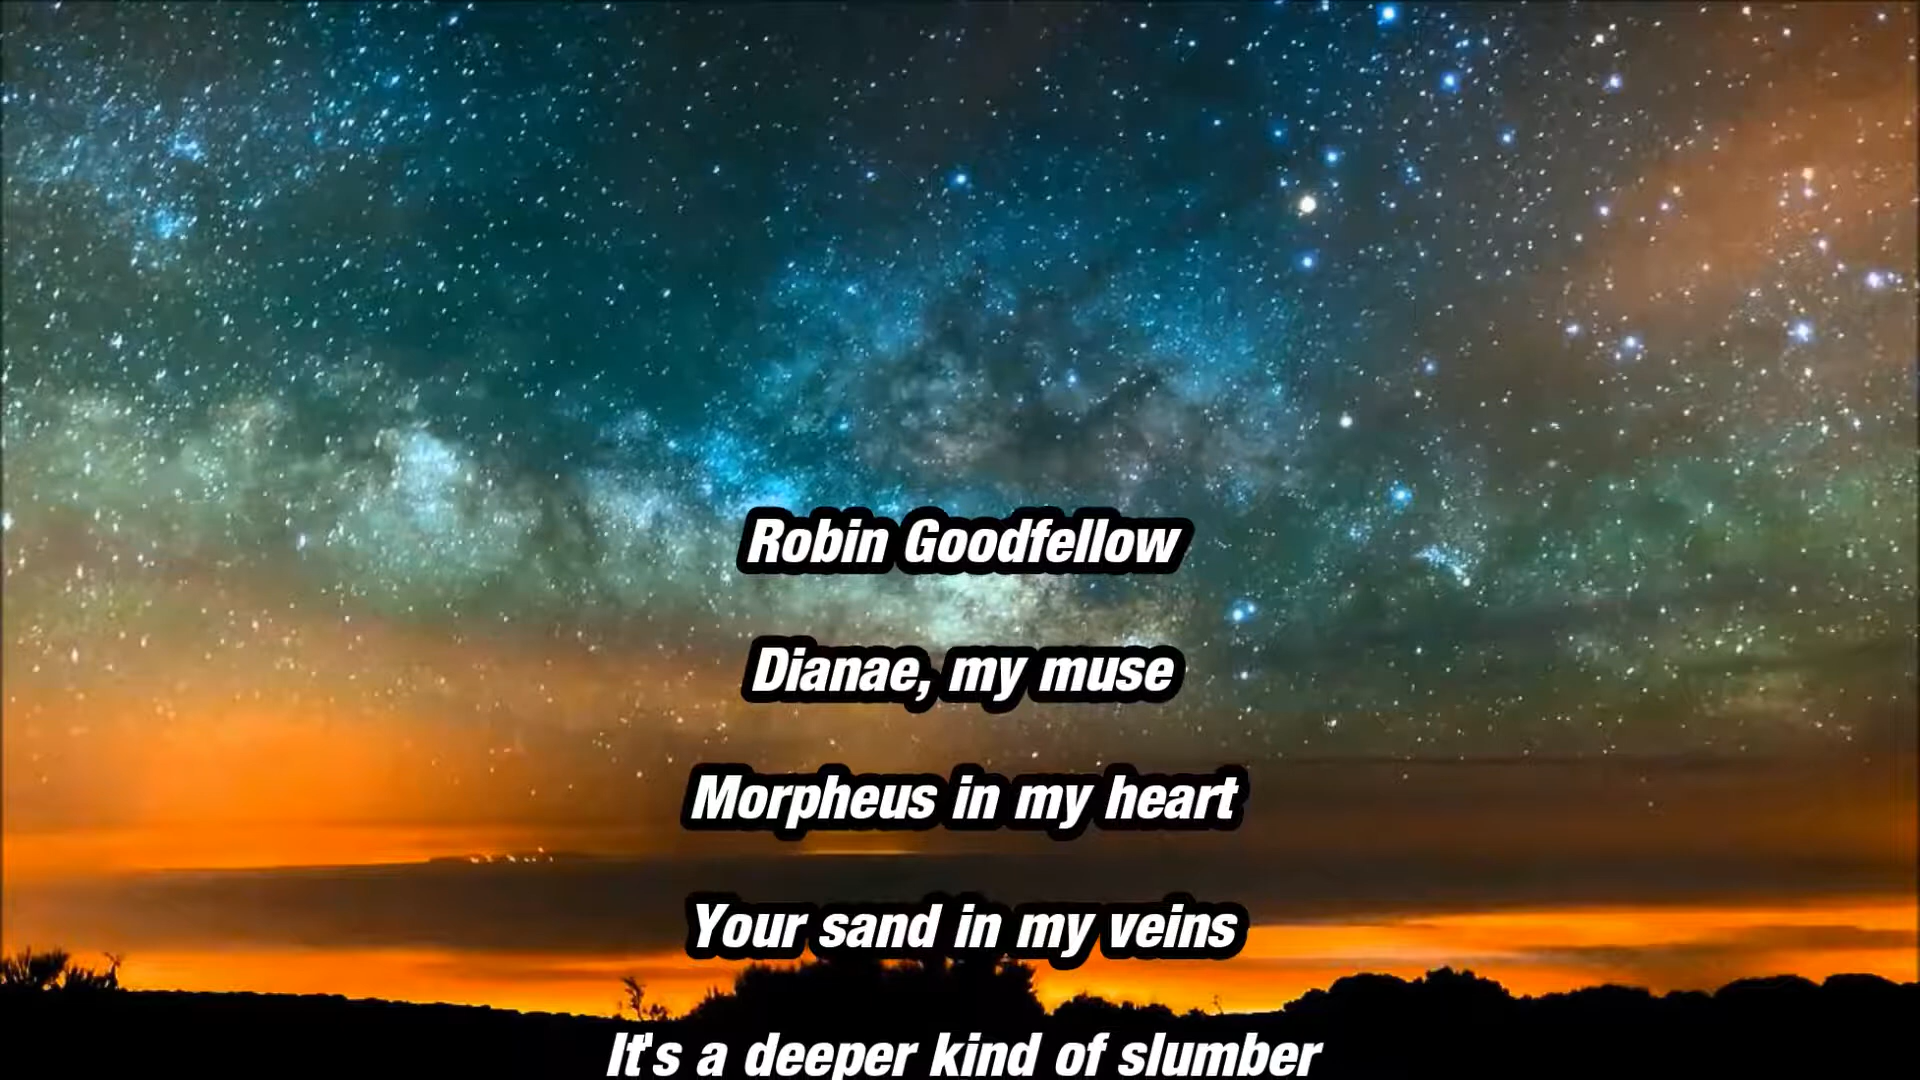 Robin Goodfellow
Dianae, my muse
Morpheus in my heart
Your sand in my veins
It's a deeper kind of slumber